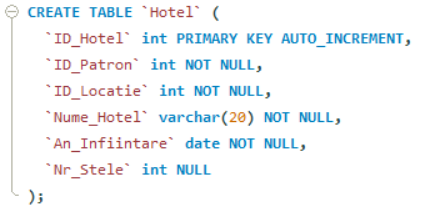 CREATE TABLE `Hotel` (
`ID_Hotel` int PRIMARY KEY AUTO_INCREMENT,
`ID_Patron` int NOT NULL,
`ID_Locatie` int NOT NULL,
`Nume_Hotel` varchar(20) NOT NULL,
`An_Infiintare` date NOT NULL,
`Nr_Stele` int NULL
);